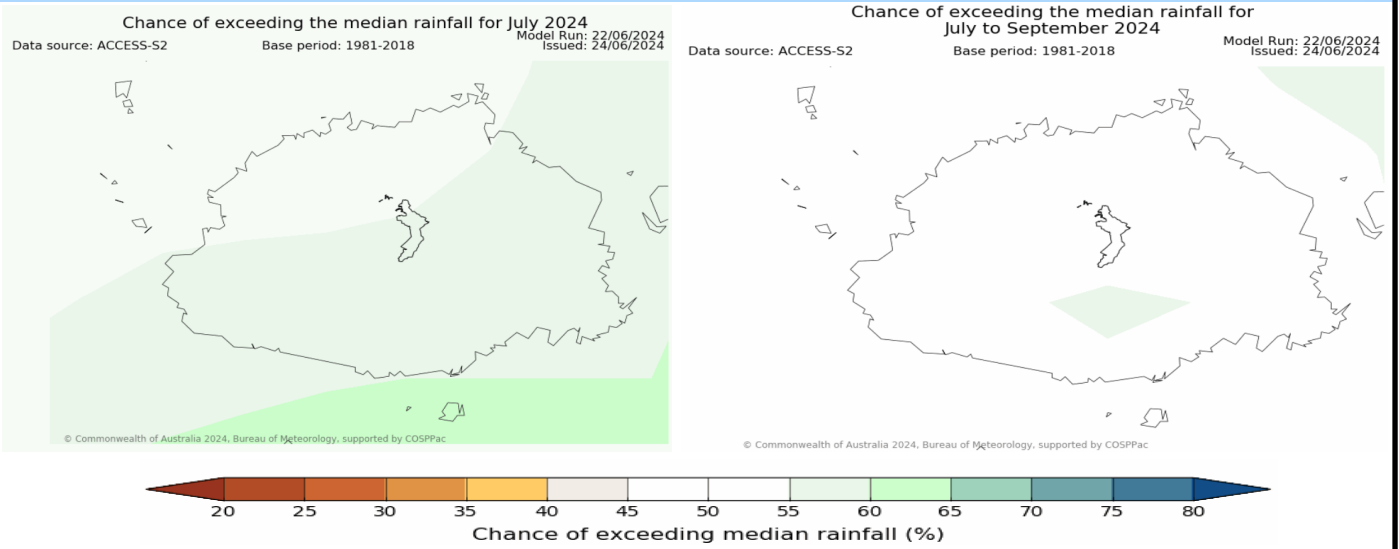 Chance of exceeding the median rainfall for July 2024
Model Run: 22/06/2024
Data source: ACCESS-S2 Base period: 1981-2018 Issued: 24/06/2024
© Commonwealth of Australia 2024, Bureau of Meteorology, supported by COSPPac
Chance of exceeding the median rainfall for
July to September 2024
Model Run: 22/06/2024
Data source: ACCESS-S2 Base period: 1981-2018 Issued: 24/06/2024
© Commonwealth of Australia 2024, Bureau of Meteorology, supported by COSPPac
20 25 30 35 40 45 50 55 60 65 70 75 80
Chance of exceeding median rainfall (%)